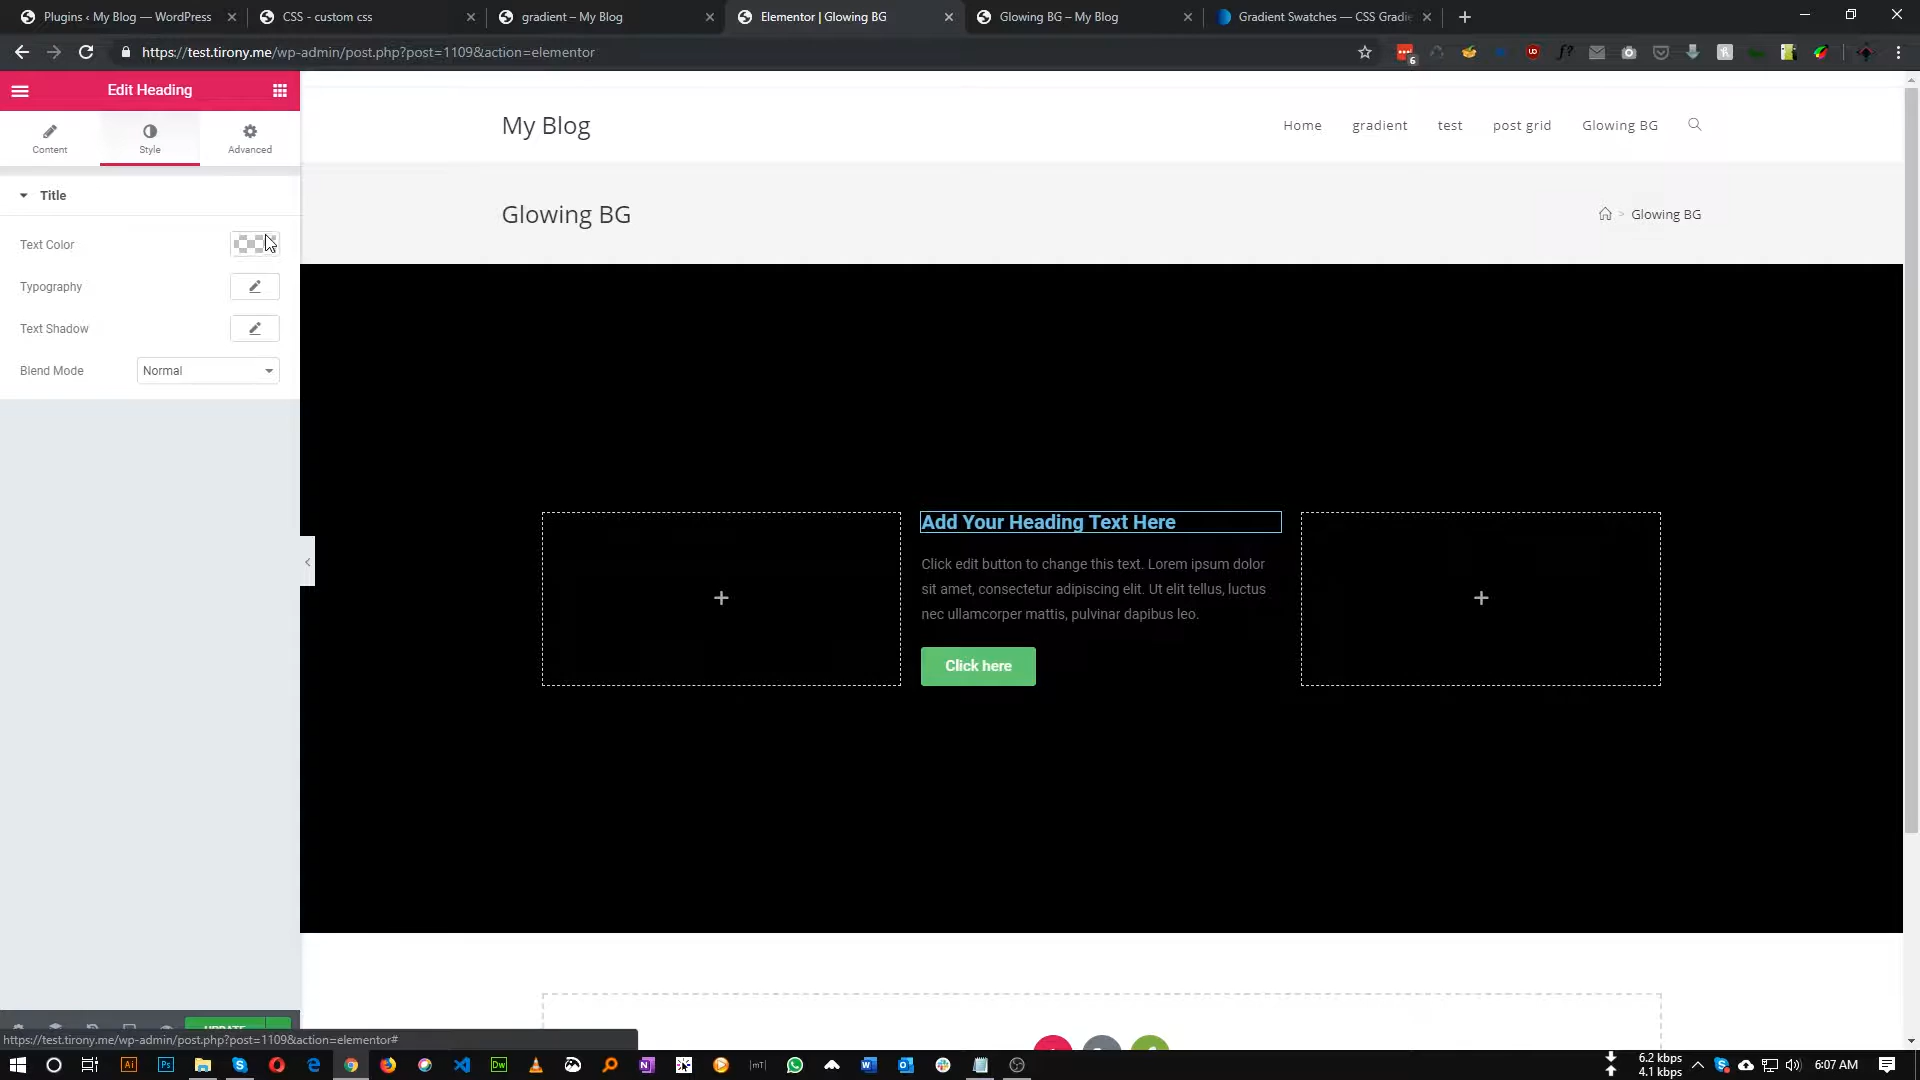 Plugins ‹ My Blog — WordPress
CSS - custom css
gradient – My Blog
Elementor | Glowing BG
Glowing BG – My Blog
Gradient Swatches — CSS Gradie
https://test.tirony.me/wp-admin/post.php?post=1109&action=elementor
6
Edit Heading
Content
Style
Advanced
Title
Text Color
Typography
Text Shadow
Blend Mode
Normal
My Blog
Home
gradient
test
post grid
Glowing BG
Glowing BG
> Glowing BG
Add Your Heading Text Here
Click edit button to change this text. Lorem ipsum dolor
sit amet, consectetur adipiscing elit. Ut elit tellus, luctus
nec ullamcorper mattis, pulvinar dapibus leo.
Click here
UPDATE
https://test.tirony.me/wp-admin/post.php?post=1109&action=elementor#
6.2 kbps
4.1 kbps
6:07 AM